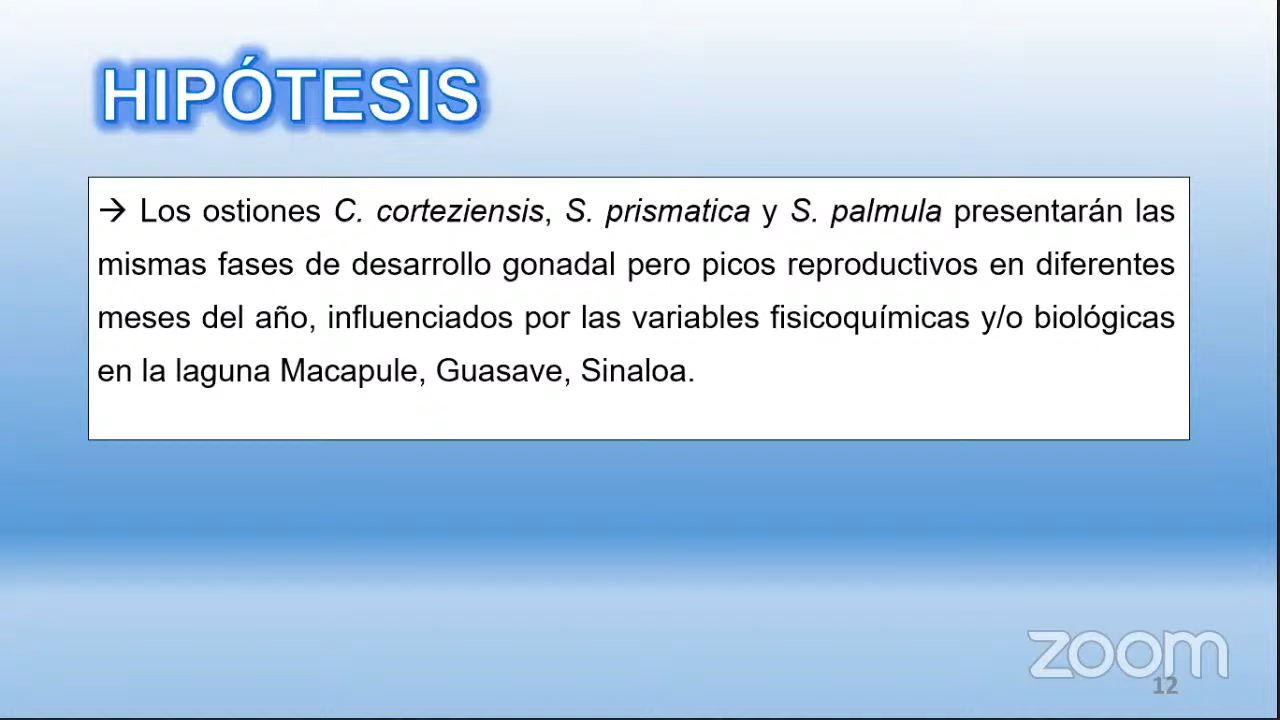 HIPÓTESIS
→ Los ostiones C. corteziensis, S. prismatica y S. palmula presentarán las
mismas fases de desarrollo gonadal pero picos reproductivos en diferentes
meses del año, influenciados por las variables fisicoquímicas y/o biológicas
en la laguna Macapule, Guasave, Sinaloa.
zoom
12